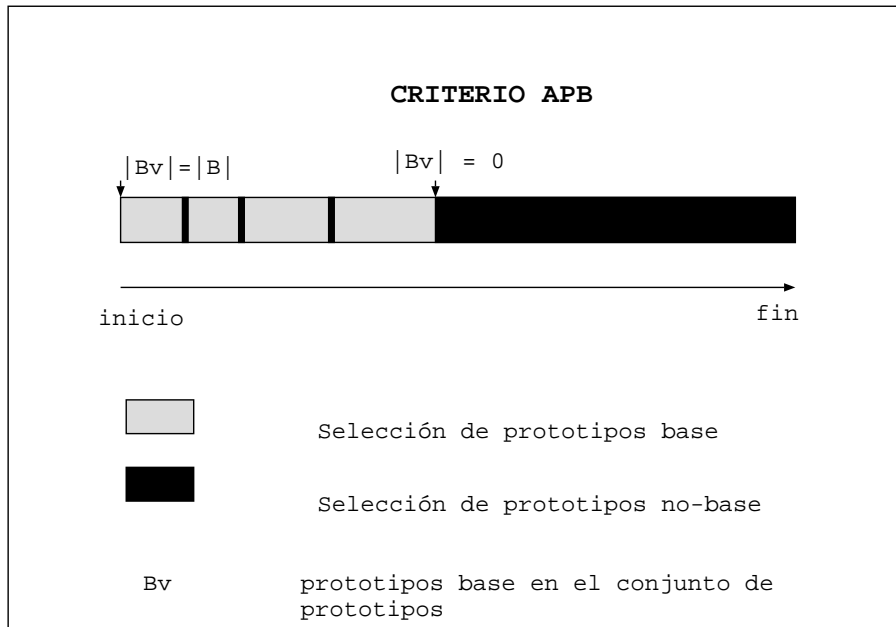 CRITERIO APB
|Bv|=|B|
|Bv| = 0
inicio
fin
Selección de prototipos base
Selección de prototipos no-base
Bv prototipos base en el conjunto de
prototipos